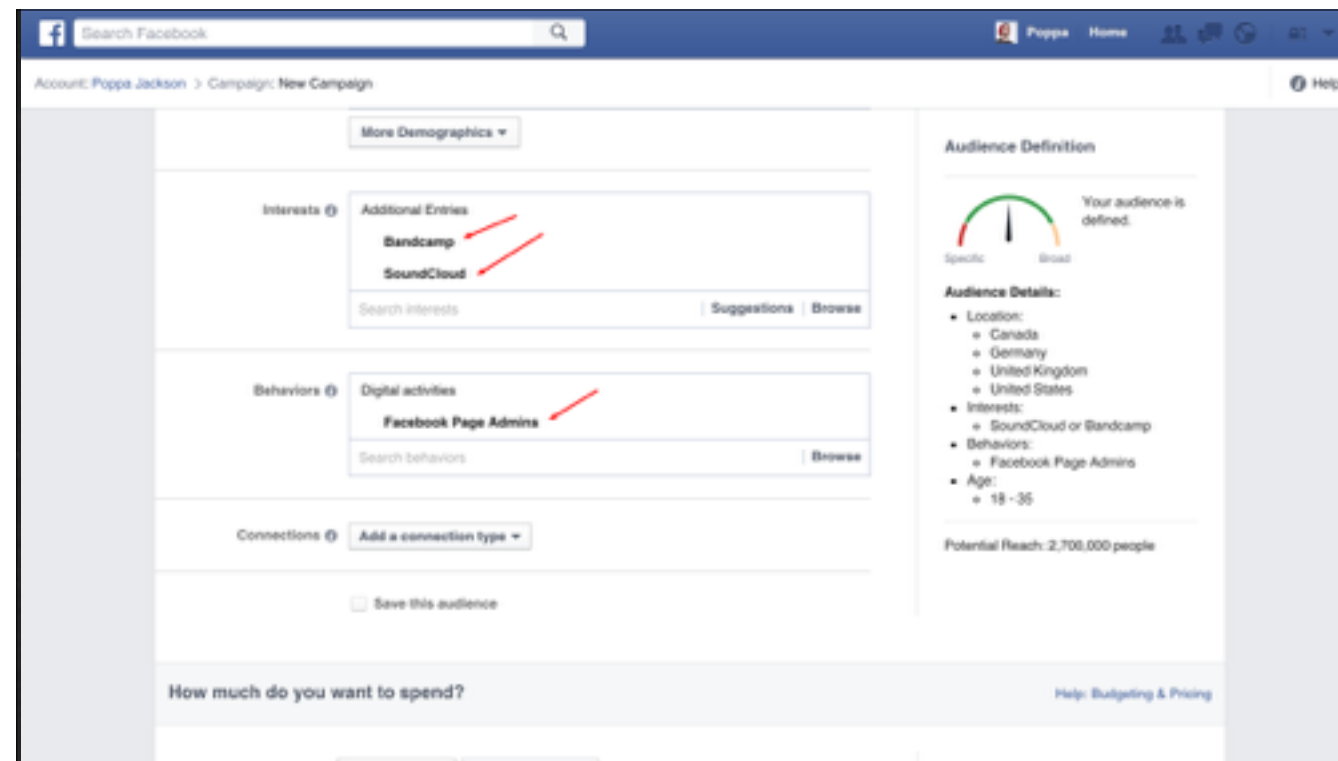 f Search Facebook Poppa Home
Account: Poppa Jackson > Campaign: New Campaign Help
More Demographics
Audience Definition
Interests Additional Entries
Bandcamp
SoundCloud
Search interests Suggestions Browse
Your audience is
defined.
Specific Broad
Audience Details:
Location:
Canada
Germany
United Kingdom
United States
Interests:
SoundCloud or Bandcamp
Behaviors:
Facebook Page Admins
Age:
18 - 35
Potential Reach: 2,700,000 people
Behaviors Digital activities
Facebook Page Admins
Search behaviors Browse
Connections Add a connection type
Save this audience
How much do you want to spend? Help: Budgeting & Pricing